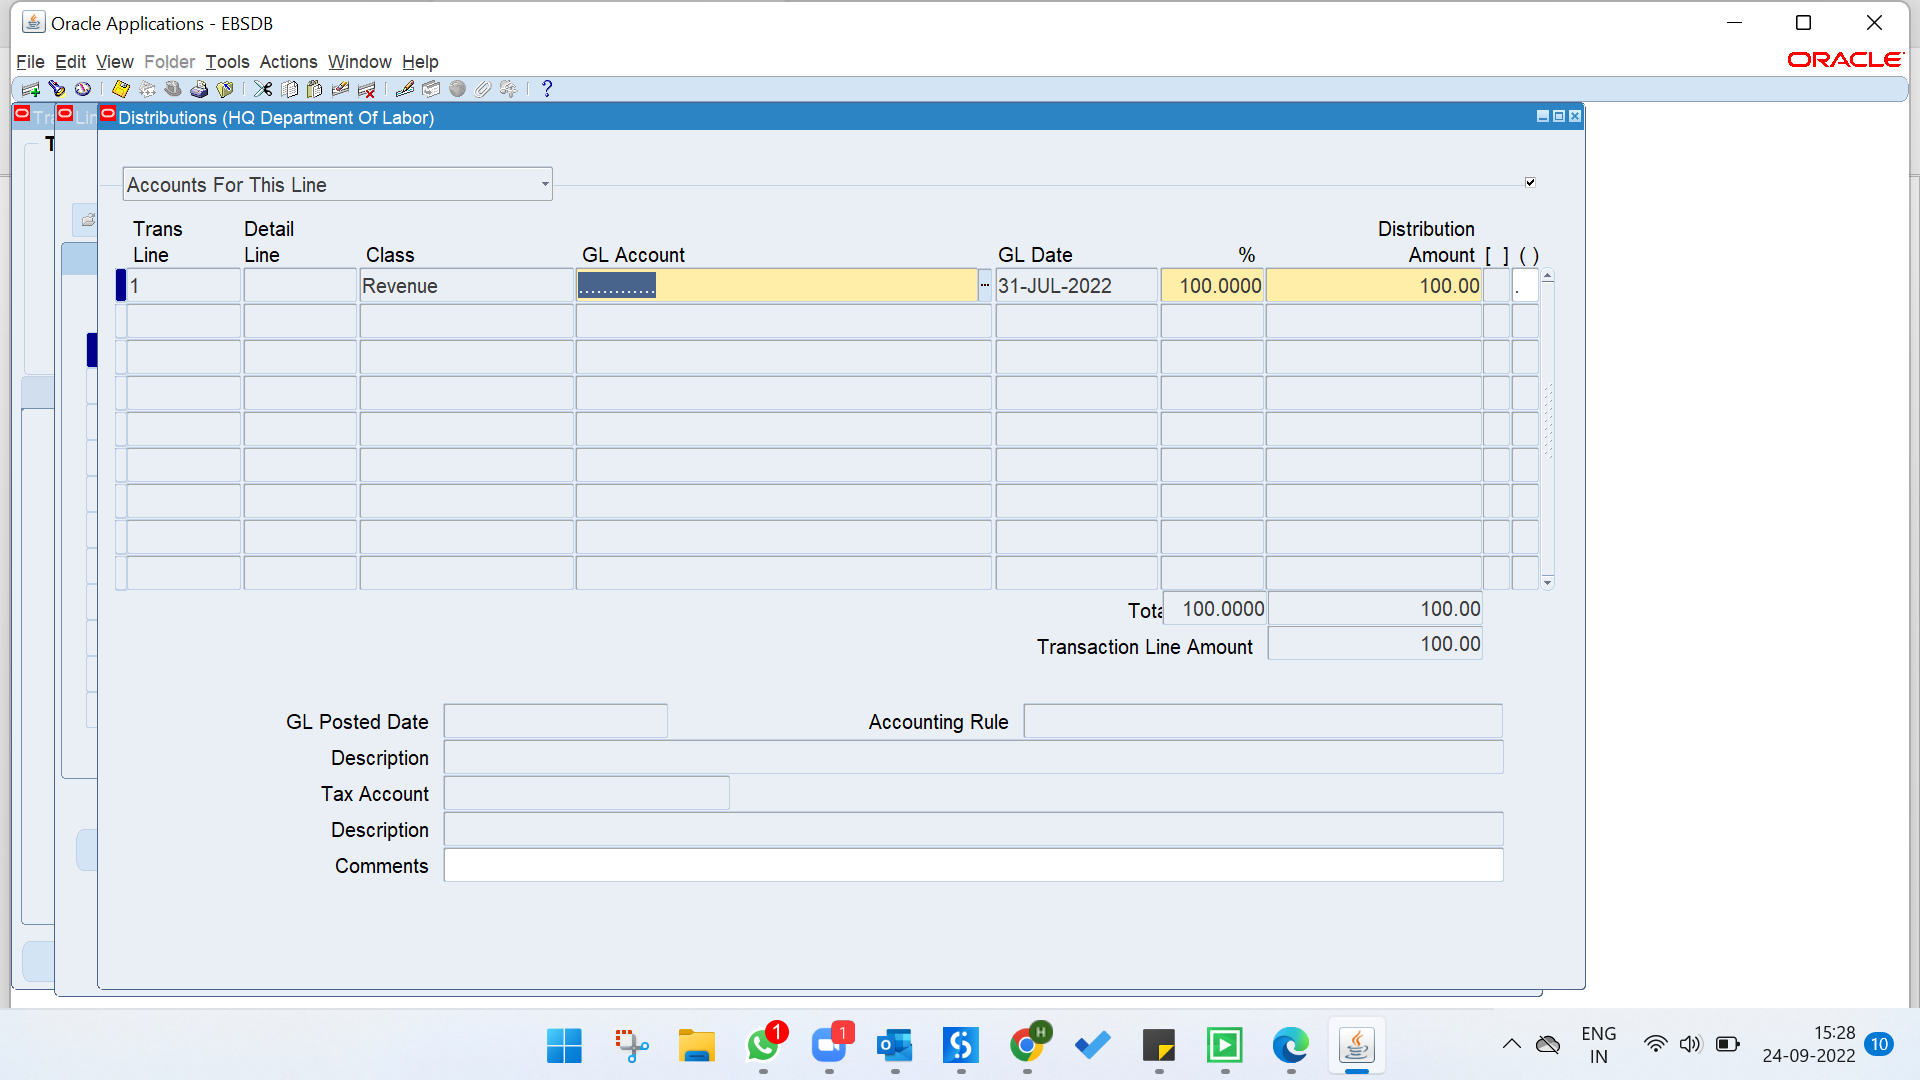 Oracle Applications - EBSDB
File Edit View Folder Tools Actions Window Help
ORACLE
Distributions (HQ Department Of Labor)
Accounts For This Line
Trans Line
Detail Line
Class
GL Account
GL Date
%
Distribution Amount
[ ]
( )
1
Revenue
.............
...
31-JUL-2022
100.0000
100.00
.
Tota
100.0000
100.00
Transaction Line Amount
100.00
GL Posted Date
Accounting Rule
Description
Tax Account
Description
Comments
1
1
H
ENG
IN
15:28
24-09-2022
10